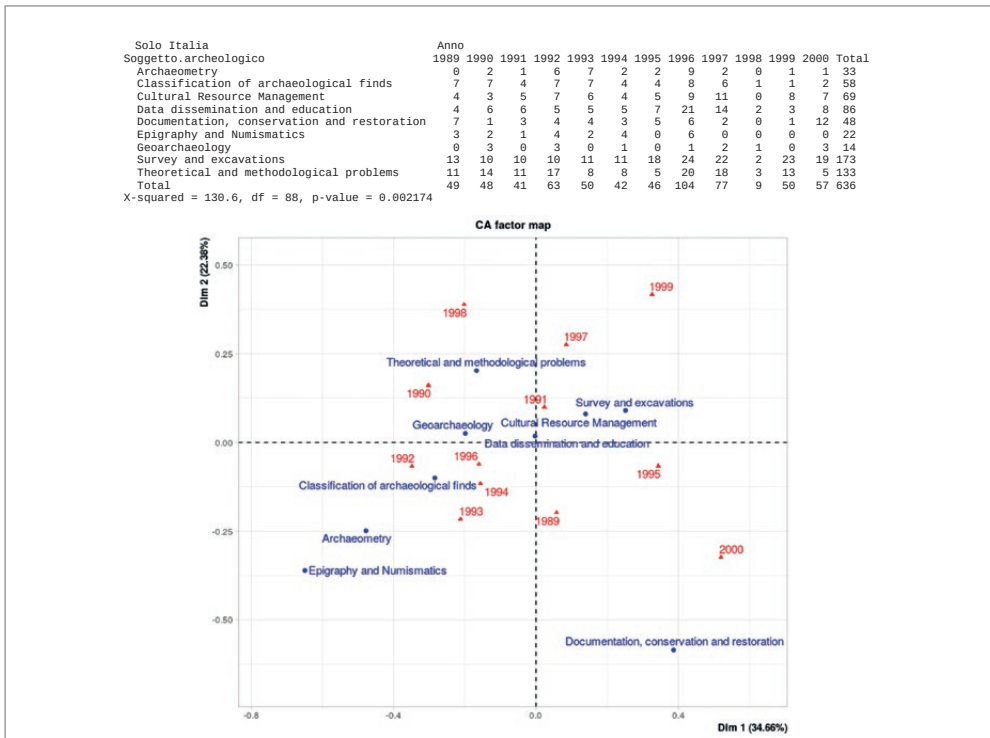 Solo Italia Anno
Soggetto.archeologico 1989 1990 1991 1992 1993 1994 1995 1996 1997 1998 1999 2000 Total
Archaeometry 0 2 1 6 7 2 2 9 2 0 1 1 33
Classification of archaeological finds 7 7 4 7 7 4 4 8 6 1 1 2 58
Cultural Resource Management 4 3 5 7 6 4 5 9 11 0 8 7 69
Data dissemination and education 4 6 6 5 5 5 7 21 14 2 3 8 86
Documentation, conservation and restoration 7 1 3 4 4 3 5 6 2 0 1 12 48
Epigraphy and Numismatics 3 2 1 4 2 4 0 6 0 0 0 0 22
Geoarchaeology 0 3 0 3 0 1 0 1 2 1 0 3 14
Survey and excavations 13 10 10 10 11 11 18 24 22 2 23 19 173
Theoretical and methodological problems 11 14 11 17 8 8 5 20 18 3 13 5 133
Total 49 48 41 63 50 42 46 104 77 9 50 57 636
X-squared = 130.6, df = 88, p-value = 0.002174
CA factor map
Dim 2 (22.38%)
0.50
1999
1998
1997
0.25
Theoretical and methodological problems
1990
1991
Survey and excavations
Geoarchaeology
Cultural Resource Management
0.00
Data dissemination and education
1992
1996
1995
Classification of archaeological finds
1994
1993
1989
-0.25
Archaeometry
2000
Epigraphy and Numismatics
-0.50
Documentation, conservation and restoration
-0.8 -0.4 0.0 0.4
Dim 1 (34.66%)